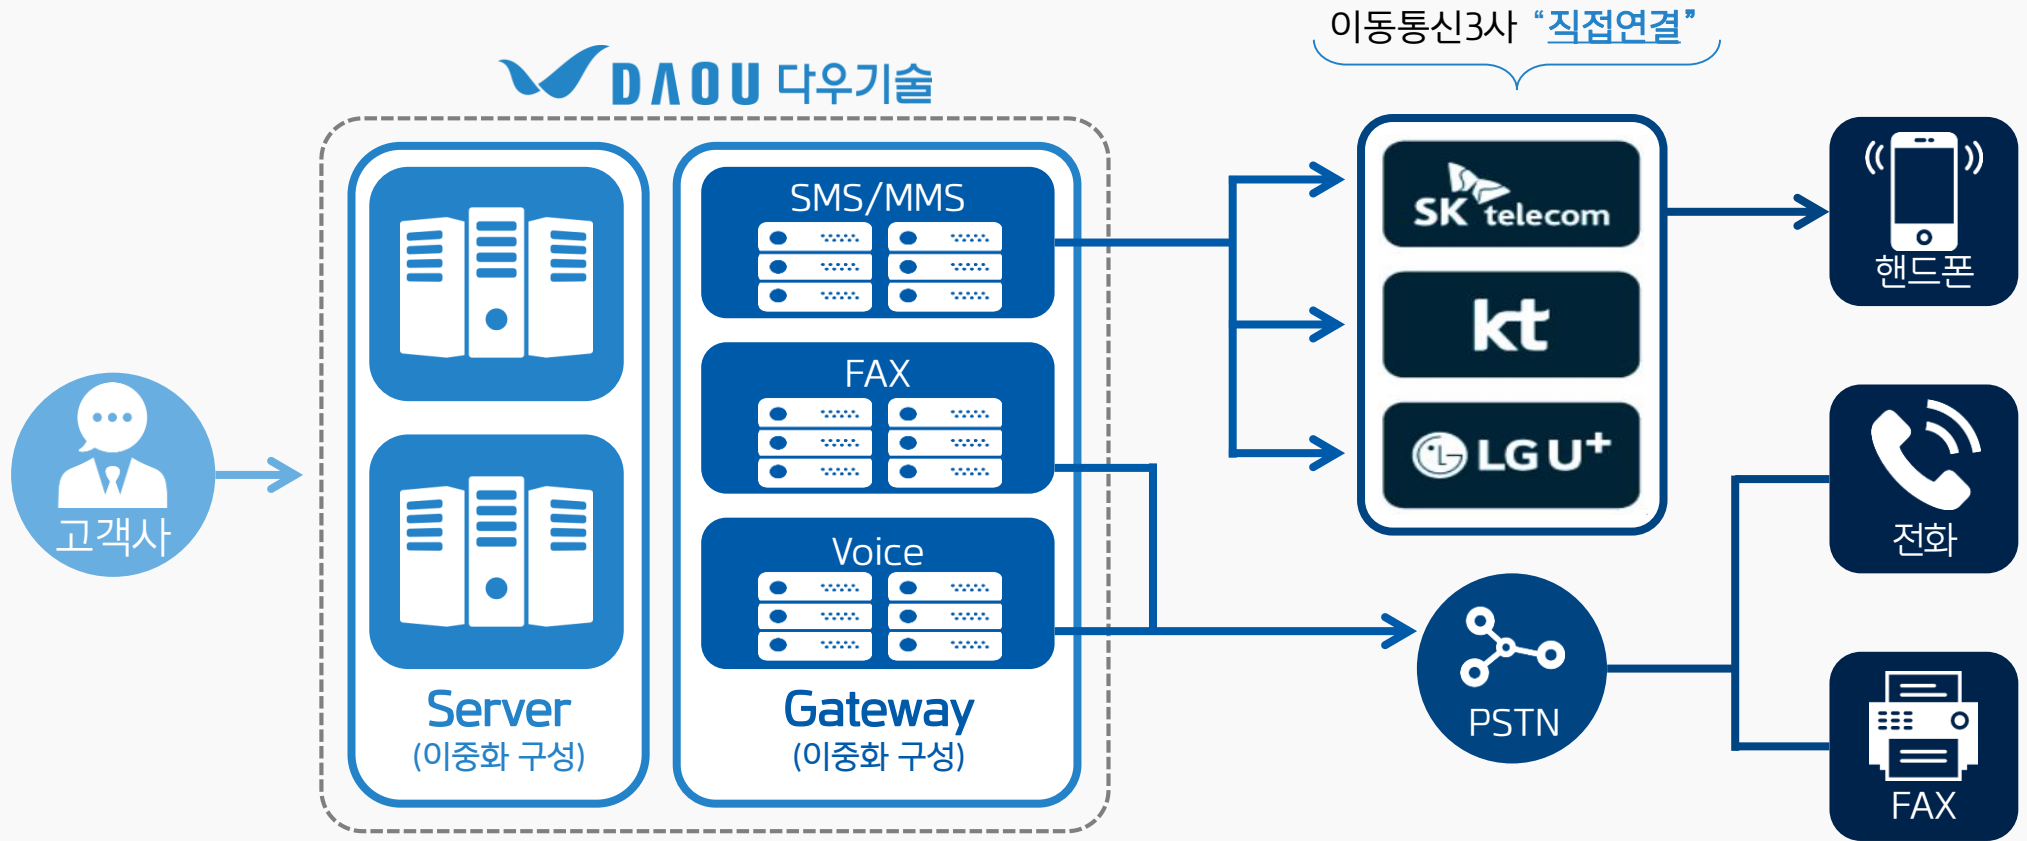 이동통신3사 “직접연결”
DAOU 다우기술
SMS/MMS
SK telecom
핸드폰
kt
FAX
LG U+
고객사
Voice
전화
Server
(이중화 구성)
Gateway
(이중화 구성)
PSTN
FAX